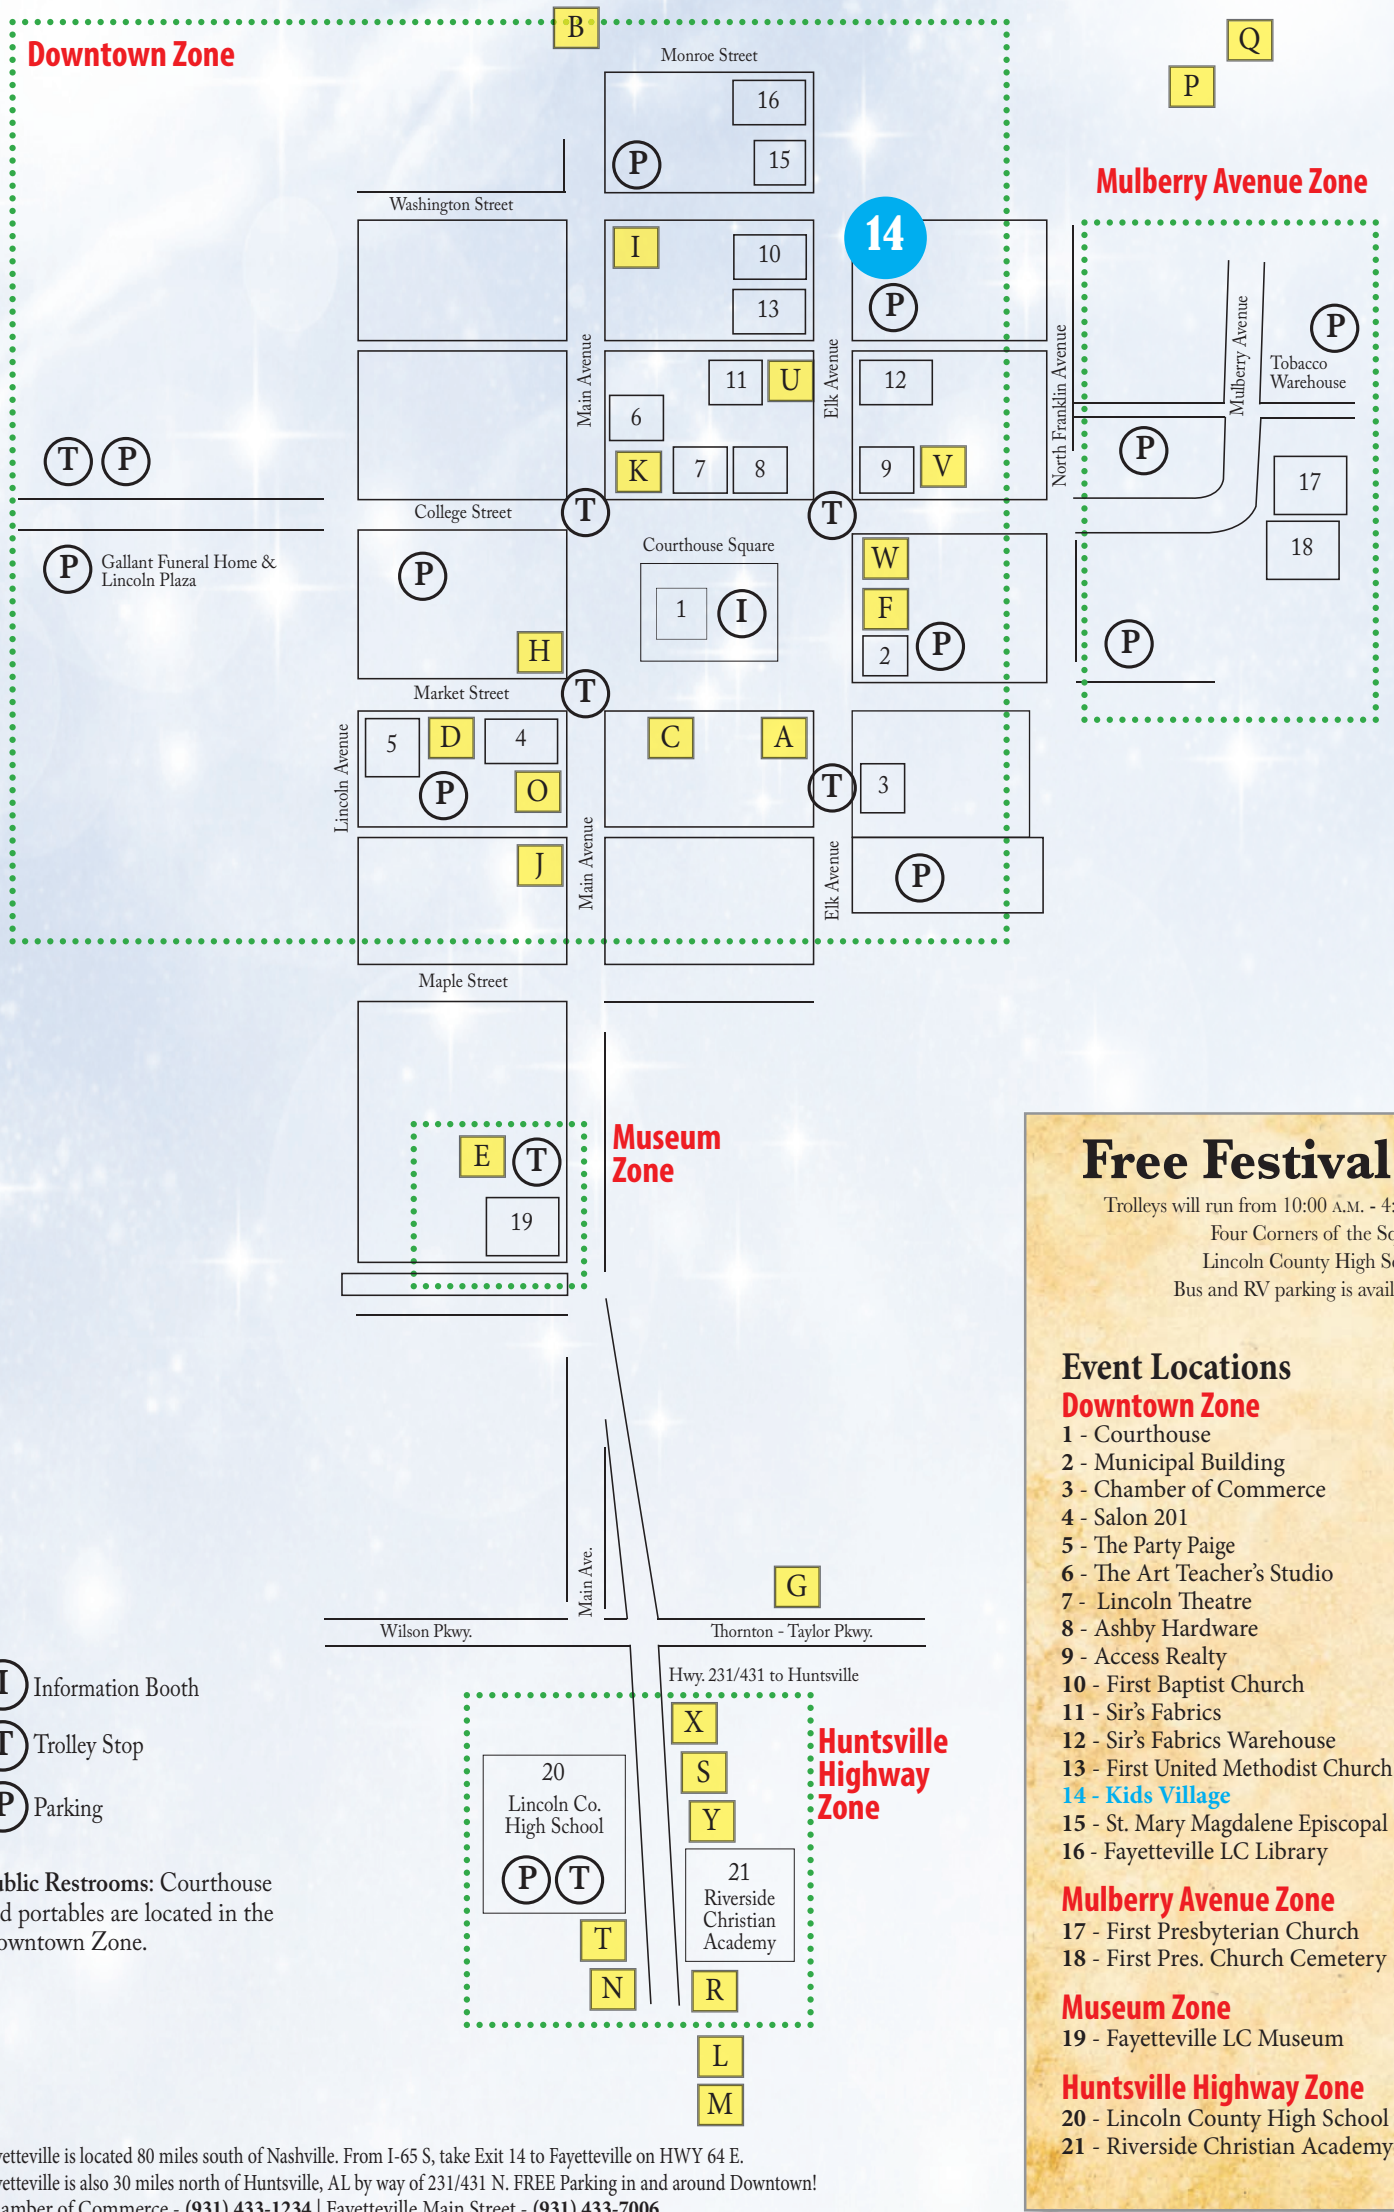 B
Q
Downtown Zone
Monroe Street
P
16
P
15
Mulberry Avenue Zone
Washington Street
I
10
14
P
13
Mulberry Avenue
P
Tobacco
Warehouse
Main Avenue
11
U
Elk Avenue
12
North Franklin Avenue
6
T
P
K
7
8
9
V
P
17
College Street
T
T
18
P
Gallant Funeral Home &
Lincoln Plaza
P
Courthouse Square
W
1
I
F
H
2
P
P
Market Street
T
Lincoln Avenue
5
D
4
C
A
P
O
T
3
J
Main Avenue
Elk Avenue
P
Maple Street
E
T
Museum
Zone
19
Main Ave.
G
Wilson Pkwy.
Thornton - Taylor Pkwy.
Hwy. 231/431 to Huntsville
X
S
Y
Huntsville
Highway
Zone
20
Lincoln Co.
High School
P
T
21
Riverside
Christian
Academy
T
N
R
L
M
I
Information Booth
T
Trolley Stop
P
Parking
Restrooms: Courthouse
portables are located in the
Zone.
Free Festival
Trolleys will run from 10:00 A.M. - 4:
Four Corners of the
Lincoln County High
Bus and RV parking is
Event Locations
Downtown Zone
1 - Courthouse
2 - Municipal Building
3 - Chamber of Commerce
4 - Salon 201
5 - The Party Paige
6 - The Art Teacher's Studio
7 - Lincoln Theatre
8 - Ashby Hardware
9 - Access Realty
10 - First Baptist Church
11 - Sir's Fabrics
12 - Sir's Fabrics Warehouse
13 - First United Methodist Church
14 - Kids Village
15 - St. Mary Magdalene Episcopal
16 - Fayetteville LC Library
Mulberry Avenue Zone
17 - First Presbyterian Church
18 - First Pres. Church Cemetery
Museum Zone
19 - Fayetteville LC Museum
Huntsville Highway Zone
20 - Lincoln County High School
21 - Riverside Christian Academy
is located 80 miles south of Nashville. From I-65 S, take Exit 14 to Fayetteville on HWY 64 E.
is also 30 miles north of Huntsville, AL by way of 231/431 N. FREE Parking in and around Downtown!
of Commerce - (931) 433-1234 | Fayetteville Main Street - (931) 433-7006